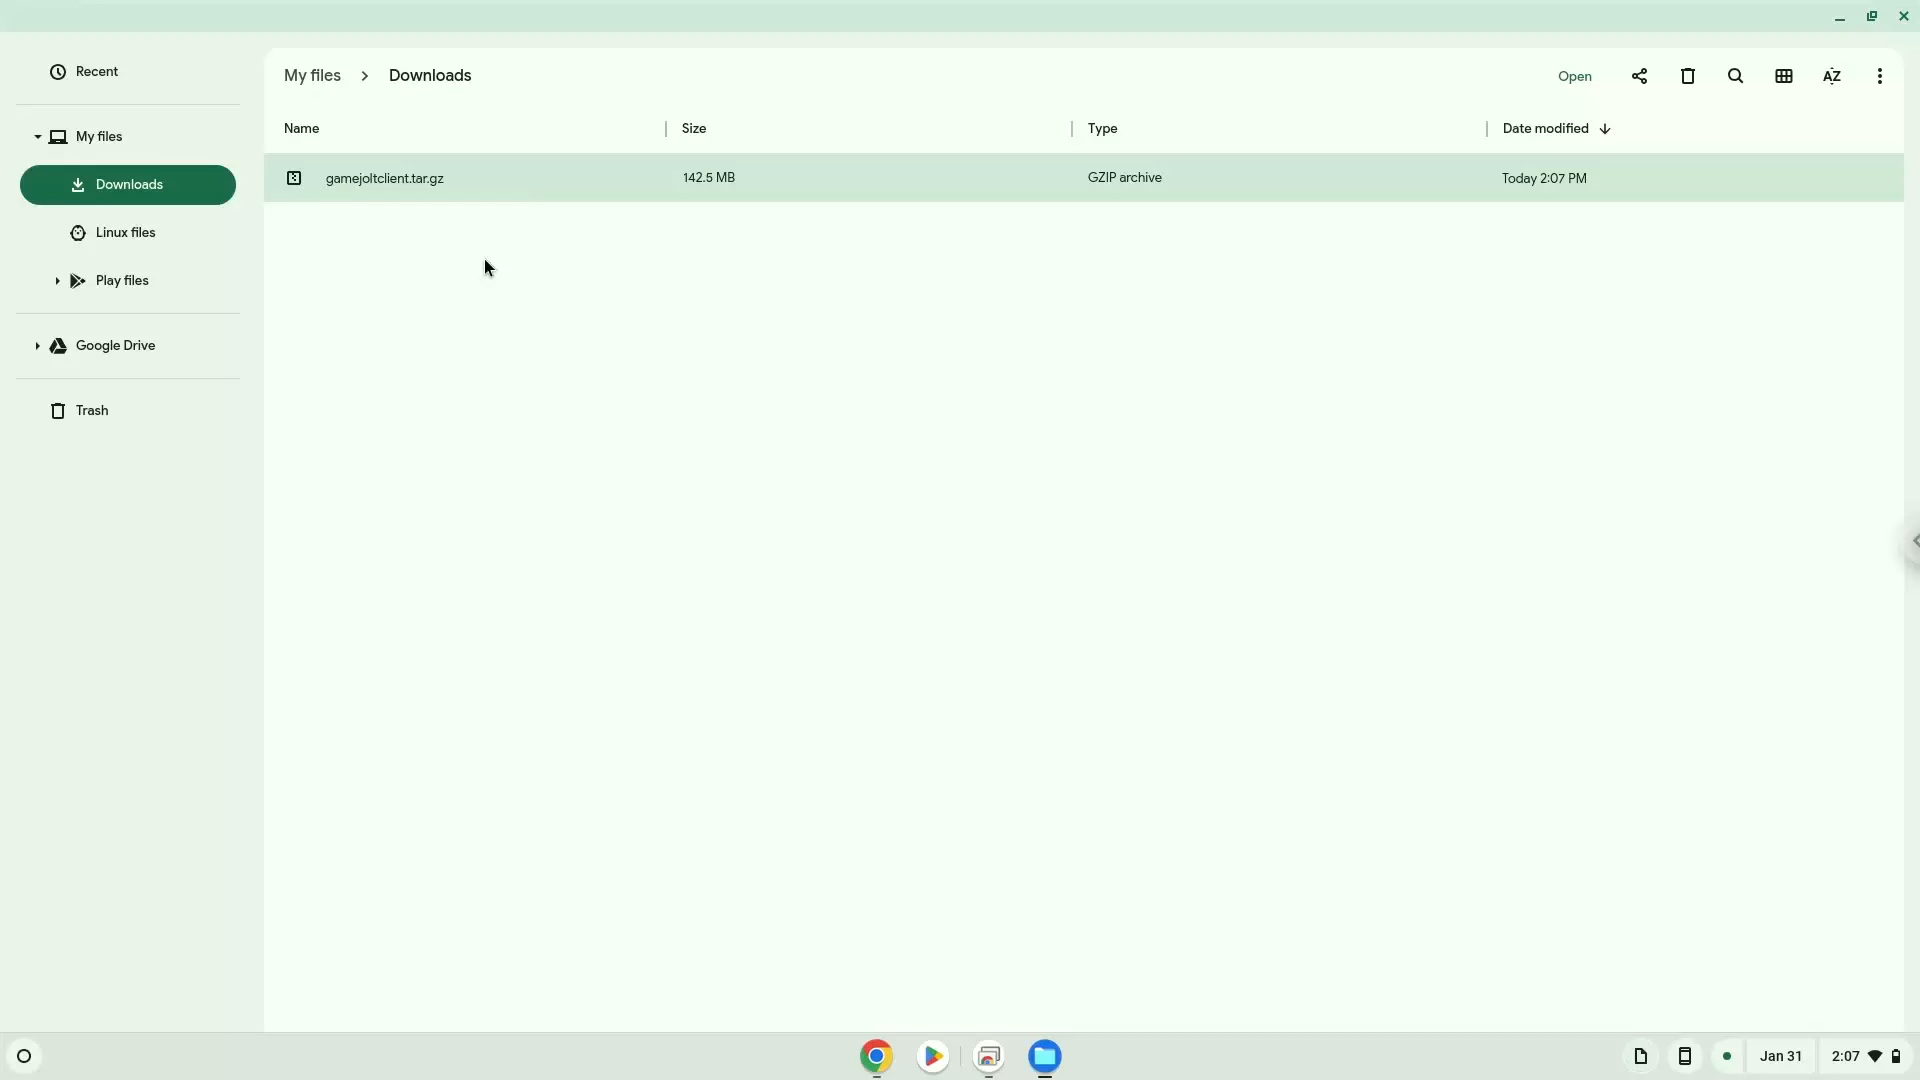 Recent
My files
Downloads
Linux files
Play files
Google Drive
Trash
My files > Downloads
Open
AZ
Name
Size
Type
Date modified
gamejoltclient.tar.gz
142.5 MB
GZIP archive
Today 2:07 PM
Jan 31
2:07